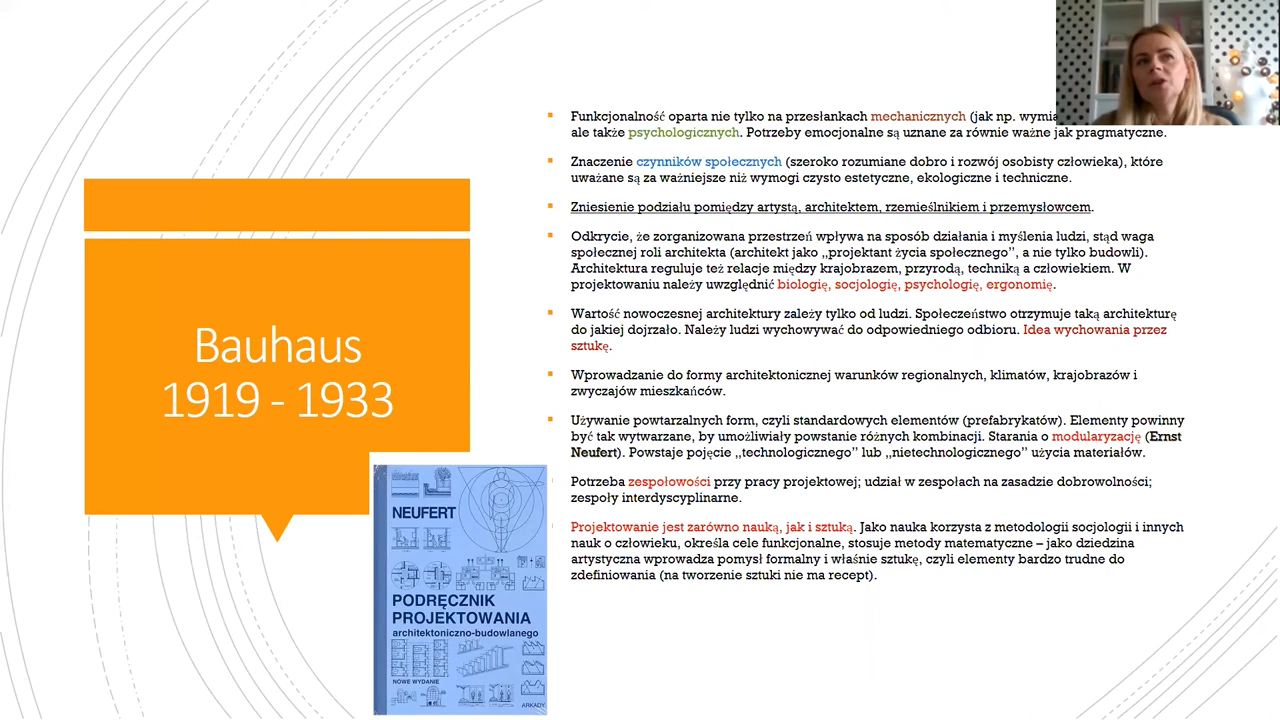 Bauhaus
1919 - 1933
Funkcjonalność oparta nie tylko na przesłankach mechanicznych (jak np.
ale także psychologicznych. Potrzeby emocjonalne są uznane za równie ważne jak pragmatyczne.
Znaczenie czynników społecznych (szeroko rozumiane dobro i rozwój osobisty człowieka), które
uważane są za ważniejsze niż wymogi czysto estetyczne, ekologiczne i techniczne.
Zniesienie podziału pomiędzy artystą, architektem, rzemieślnikiem i przemysłowcem.
Odkrycie, że zorganizowana przestrzeń wpływa na sposób działania i myślenia ludzi, stąd waga
społecznej roli architekta (architekt jako „projektant życia społecznego”, a nie tylko budowli).
Architektura reguluje też relacje między krajobrazem, przyrodą, techniką a człowiekiem. W
projektowaniu należy uwzględnić biologię, socjologię, psychologię, ergonomię.
Wartość nowoczesnej architektury zależy tylko od ludzi. Społeczeństwo otrzymuje taką architekturę
do jakiej dojrzało. Należy ludzi wychowywać do odpowiedniego odbioru. Idea wychowania przez
sztukę.
Wprowadzanie do formy architektonicznej warunków regionalnych, klimatów, krajobrazów i
zwyczajów mieszkańców.
Używanie powtarzalnych form, czyli standardowych elementów (prefabrykatów). Elementy powinny
być tak wytwarzane, by umożliwiały powstanie różnych kombinacji. Starania o modularyzację (Ernst
Neufert). Powstaje pojęcie „technologicznego” lub „nietechnologicznego” użycia materiałów.
Potrzeba zespołowości przy pracy projektowej; udział w zespołach na zasadzie dobrowolności;
zespoły interdyscyplinarne.
Projektowanie jest zarówno nauką, jak i sztuką. Jako nauka korzysta z metodologii socjologii i innych
nauk o człowieku, określa cele funkcjonalne, stosuje metody matematyczne – jako dziedzina
artystyczna wprowadza pomysł formalny i właśnie sztukę, czyli elementy bardzo trudne do
zdefiniowania (na tworzenie sztuki nie ma recept).
NEUFERT
PODRĘCZNIK
PROJEKTOWANIA
architektoniczno-budowlanego
NOWE WYDANIE
ARKADY